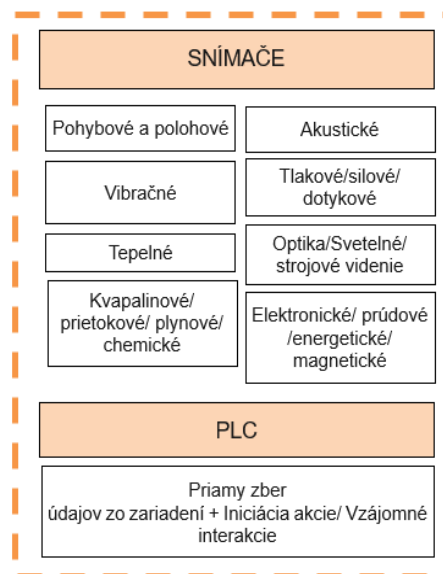 SNÍMAČE
Pohybové a polohové
Akustické
Vibračné
Tlakové/silové/
dotykové
Tepelné
Optika/Svetelné/
strojové videnie
Kvapalinové/
prietokové/ plynové/
chemické
Elektronické/ prúdové
/energetické/
magnetické
PLC
Priamy zber
údajov zo zariadení + Iniciácia akcie/ Vzájomné
interakcie